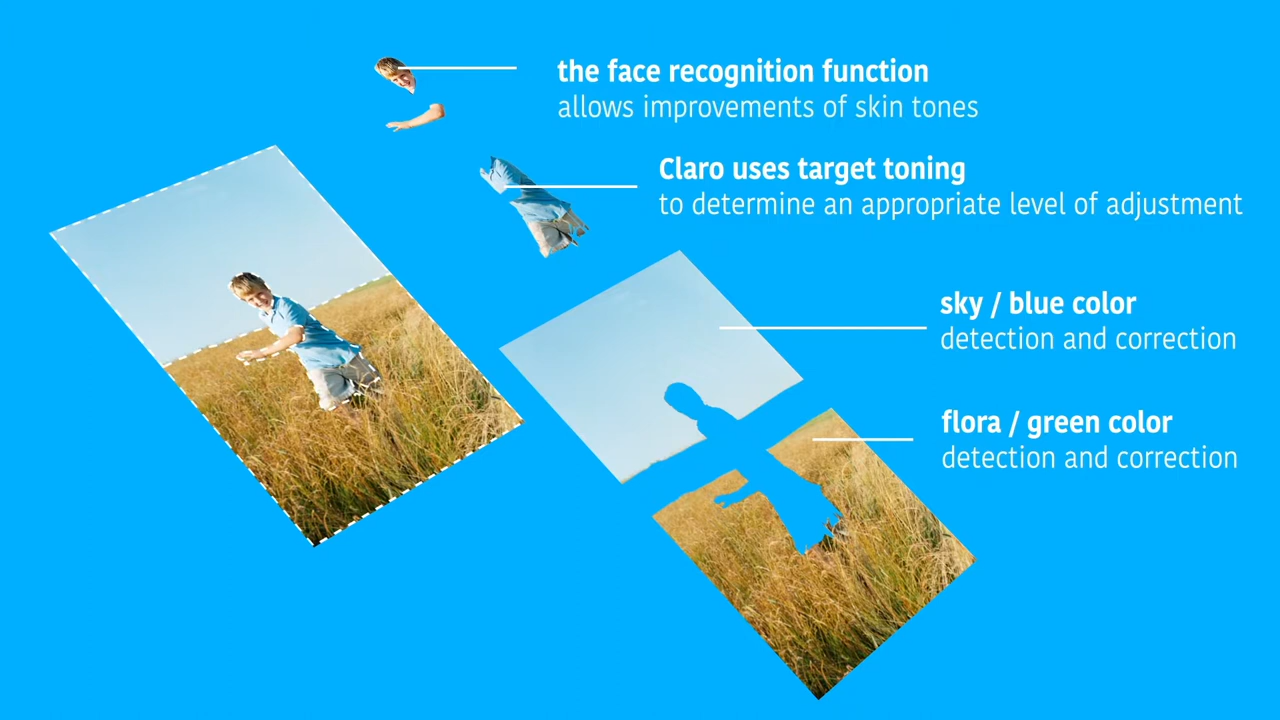 the face recognition function
allows improvements of skin tones
Claro uses target toning
to determine an appropriate level of adjustment
sky / blue color
detection and correction
flora / green color
detection and correction